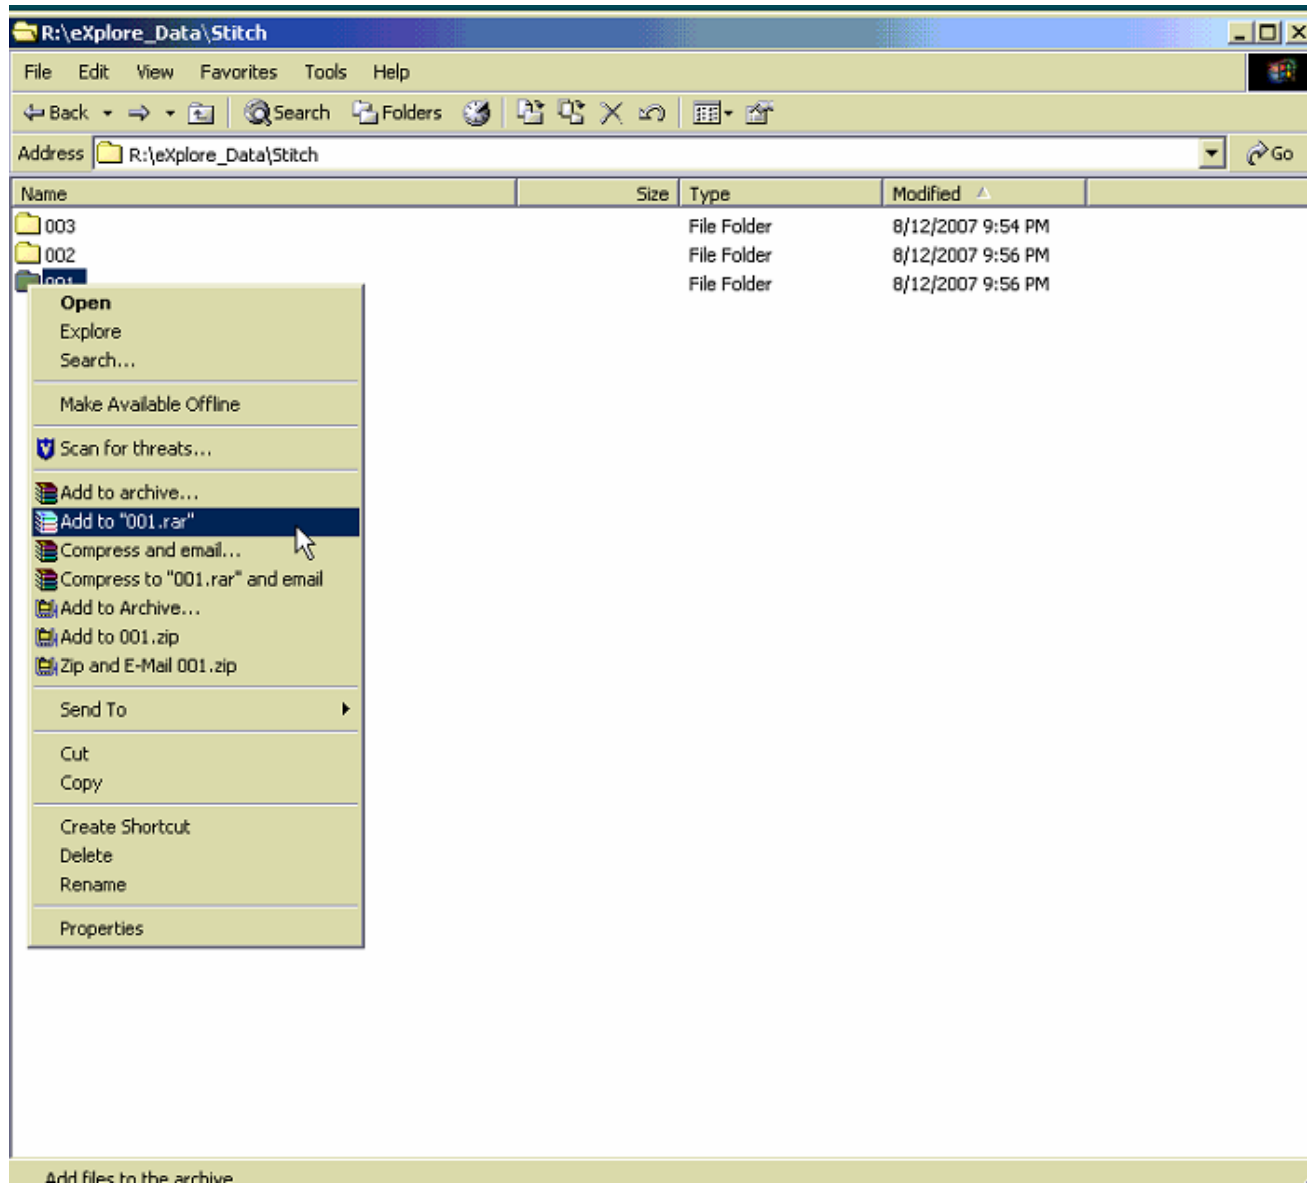 R:\eXplore_Data\Stitch
File Edit View Favorites Tools Help
Back Search Folders
Address R:\eXplore_Data\Stitch Go
Name Size Type Modified
003 File Folder 8/12/2007 9:54 PM
002 File Folder 8/12/2007 9:56 PM
001 File Folder 8/12/2007 9:56 PM
Open
Explore
Search...
Make Available Offline
Scan for threats...
Add to archive...
Add to "001.rar"
Compress and email...
Compress to "001.rar" and email
Add to Archive...
Add to 001.zip
Zip and E-Mail 001.zip
Send To
Cut
Copy
Create Shortcut
Delete
Rename
Properties
Add files to the archive